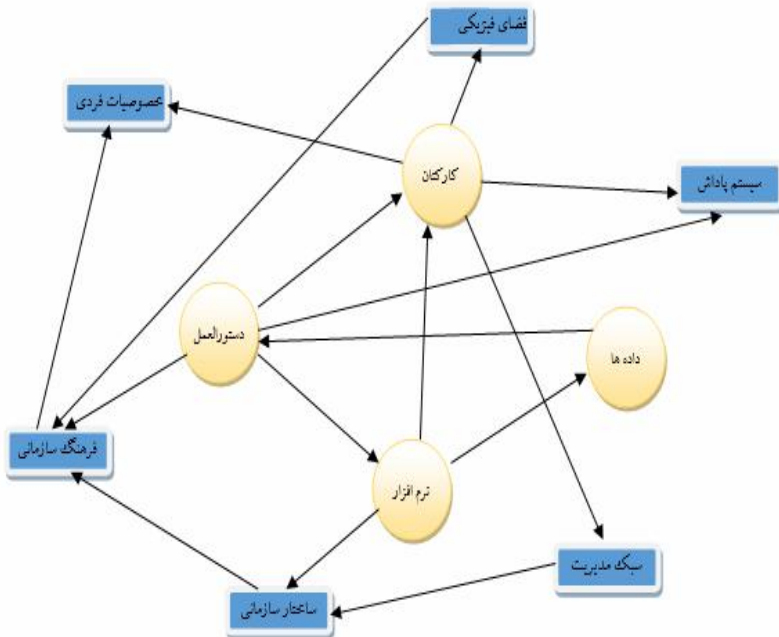 فضای فیزیکی
خصوصیات فردی
کارکنان
سیستم پاداش
دستورالعمل
داده ها
فرهنگ سازمانی
نرم افزار
سبک مدیریت
ساختار سازمانی